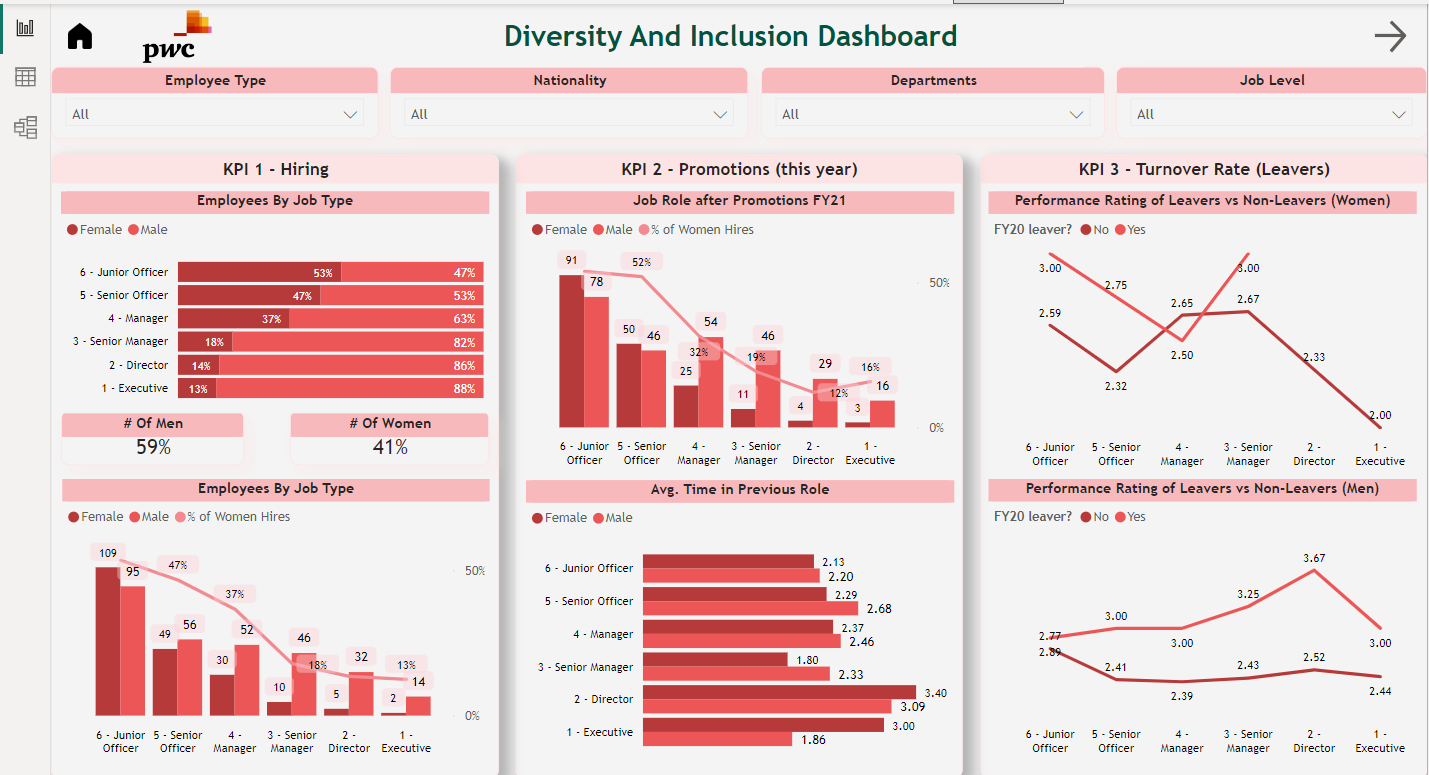 pwc
Diversity And Inclusion Dashboard
Employee Type
Nationality
Departments
Job Level
All
All
All
All
KPI 1 - Hiring
Employees By Job Type
Female Male
6 - Junior Officer 53% 47%
5 - Senior Officer 47% 53%
4 - Manager 37% 63%
3 - Senior Manager 18% 82%
2 - Director 14% 86%
1 - Executive 13% 88%
# Of Men
59%
# Of Women
41%
Employees By Job Type
Female Male % of Women Hires
109 95 47% 50%
49 56 37%
30 52 46
10 18% 32 13%
5 2 14
0%
6 - Junior Officer
5 - Senior Officer
4 - Manager
3 - Senior Manager
2 - Director
1 - Executive
KPI 2 - Promotions (this year)
Job Role after Promotions FY21
Female Male % of Women Hires
91 78 52% 50%
50 46 54
25 32% 46
11 19% 29 16%
4 12% 3 16
0%
6 - Junior Officer
5 - Senior Officer
4 - Manager
3 - Senior Manager
2 - Director
1 - Executive
Avg. Time in Previous Role
Female Male
6 - Junior Officer 2.13
2.20
5 - Senior Officer 2.29
2.68
4 - Manager 2.37
2.46
3 - Senior Manager 1.80
2.33
2 - Director 3.40
3.09
1 - Executive 3.00
1.86
KPI 3 - Turnover Rate (Leavers)
Performance Rating of Leavers vs Non-Leavers (Women)
FY20 leaver? No Yes
3.00 2.75 2.50 3.00
2.59 2.32 2.65 2.67 2.33 2.00
6 - Junior Officer
5 - Senior Officer
4 - Manager
3 - Senior Manager
2 - Director
1 - Executive
Performance Rating of Leavers vs Non-Leavers (Men)
FY20 leaver? No Yes
2.77 3.00 3.00 3.25 3.67 3.00
2.89 2.41 2.39 2.43 2.52 2.44
6 - Junior Officer
5 - Senior Officer
4 - Manager
3 - Senior Manager
2 - Director
1 - Executive